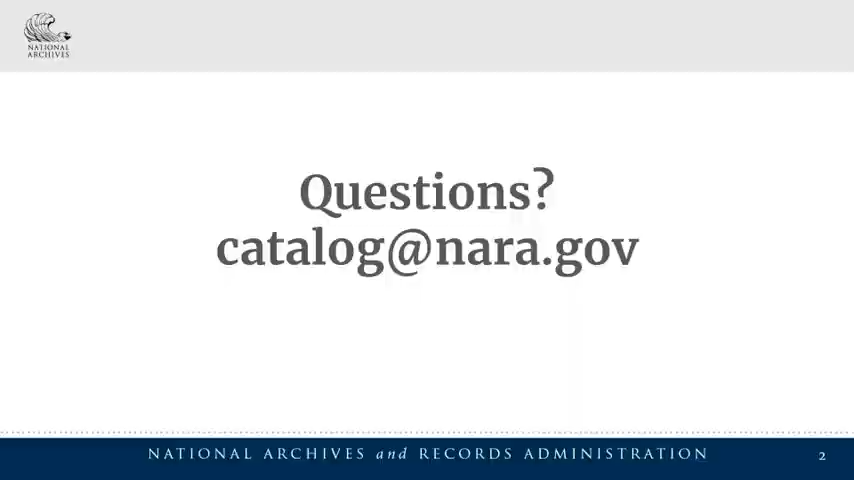 NATIONAL
ARCHIVES
Questions?
catalog@nara.gov
NATIONAL ARCHIVES and RECORDS ADMINISTRATION
2